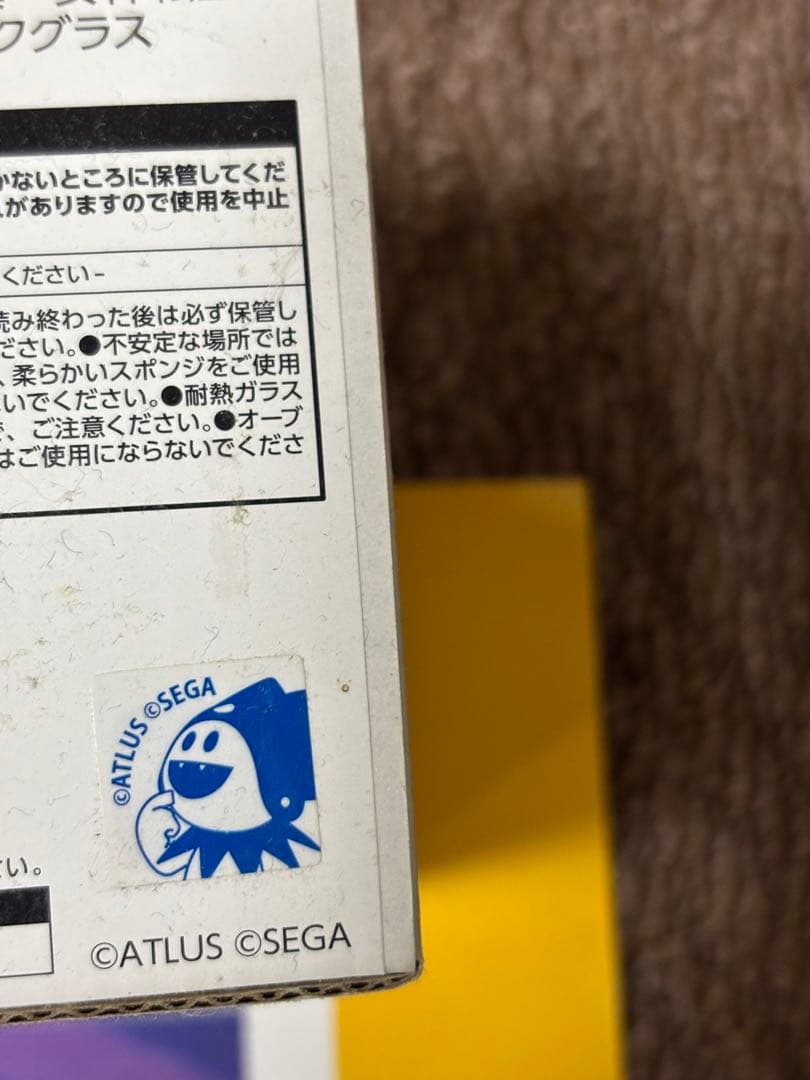 クグラス
かないところに保管してくだ
がありますので使用を中止
ください-
読み終わった後は必ず保管し
ださい。●不安定な場所では
、柔らかいスポンジをご使用
いでください。●耐熱ガラス
、ご注意ください。●オーブ
はご使用にならないでくださ
©ATLUS ©SEGA
さい。
©ATLUS ©SEGA